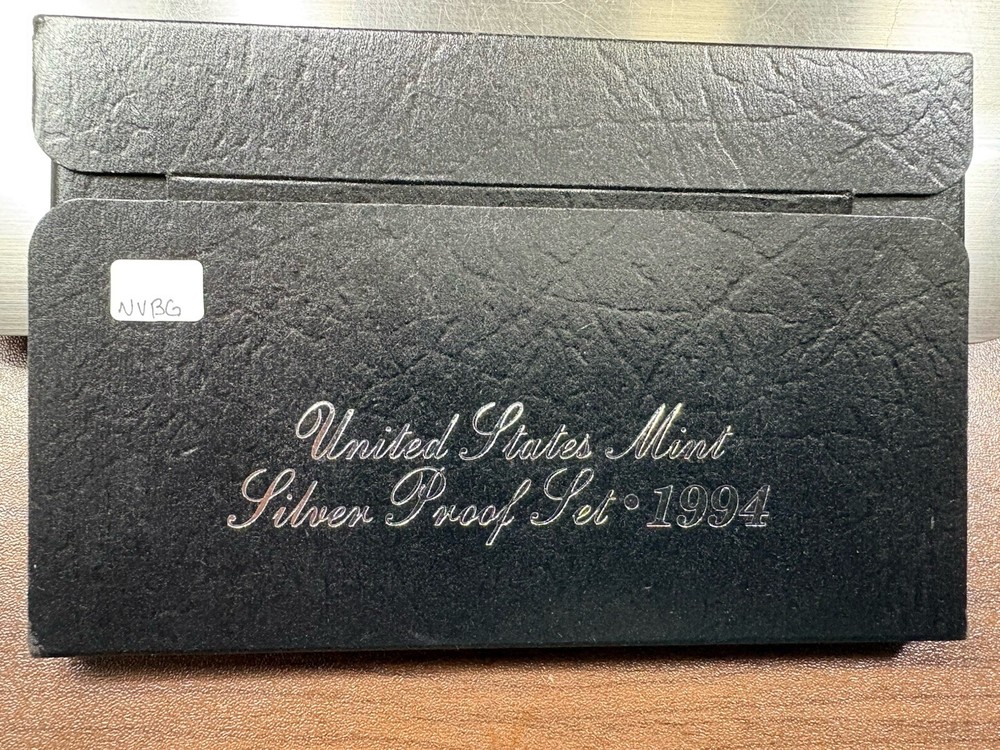 NVBG
United States Mint
Silver Proof Set • 1994